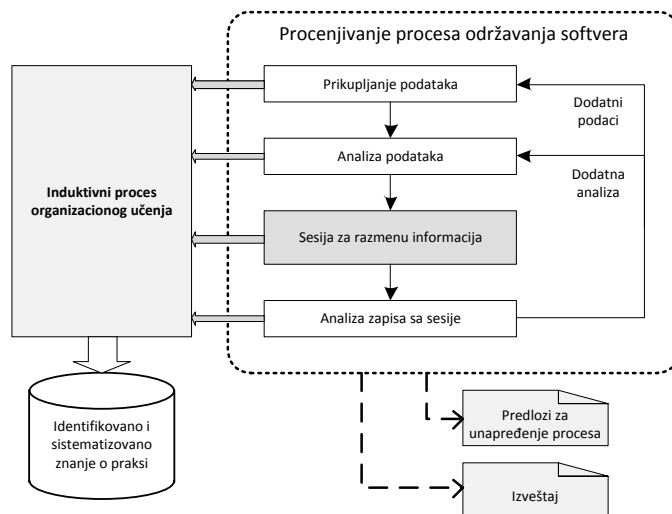 Procenjivanje procesa održavanja softvera
Prikupljanje podataka
Dodatni
podaci
Analiza podataka
Dodatna
analiza
Induktivni proces
organizacionog učenja
Sesija za razmenu informacija
Analiza zapisa sa sesije
Identifikovano i
sistematizovano
znanje o praksi
Predlozi za
unapređenje procesa
Izveštaj